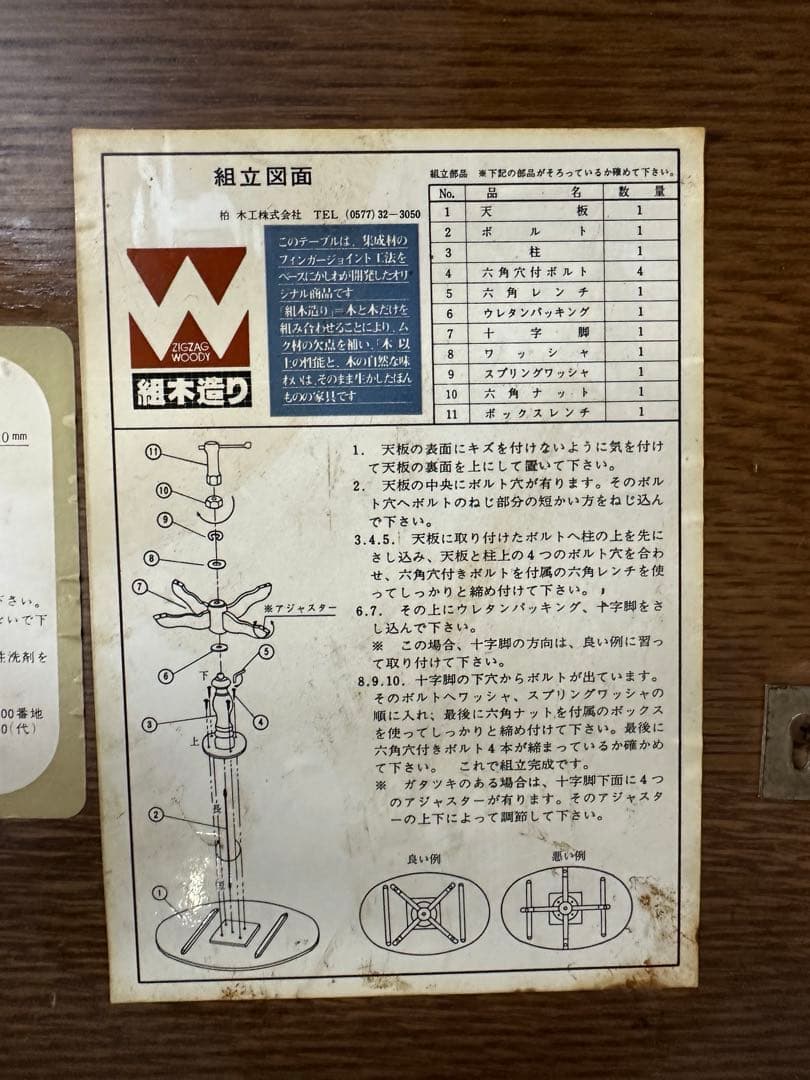 組立図面
柏 木工株式会社 TEL (0577)32-3050
ZIGZAG
WOODY
組木造り
このテーブルは、集成材の
フィンガージョイント工法を
ベースにかしわが開発したオリ
ジナル商品です
「組木造り」=木と木だけを
組み合わせることにより、ム
ク材の欠点を補い、「木」以
上の性能と、木の自然な味
わいは、そのまま生かしたほん
ものの家具です
組立部品 ※下記の部品がそろっているか確めて下さい。
No. 品名 数量
1 天板 1
2 ボルト 1
3 柱 1
4 六角穴付ボルト 4
5 六角レンチ 1
6 ウレタンパッキング 1
7 十字脚 1
8 ワッシャ 1
9 スプリングワッシャ 1
10 六角ナット 1
11 ボックスレンチ 1
1. 天板の表面にキズを付けないように気を付け
て天板の裏面を上にして置いて下さい。
2. 天板の中央にボルト穴が有ります。そのボル
ト穴へボルトのねじ部分の短かい方をねじ込ん
で下さい。
3.4.5. 天板に取り付けたボルトへ柱の上を先に
さし込み、天板と柱上の4つのボルト穴を合わ
せ、六角穴付きボルトを付属の六角レンチを使
ってしっかりと締め付けて下さい。
6.7. その上にウレタンパッキング、十字脚をさ
し込んで下さい。
※ この場合、十字脚の方向は、良い例に習っ
て取り付けて下さい。
8.9.10. 十字脚の下穴からボルトが出ています。
そのボルトへワッシャ、スプリングワッシャの
順に入れ、最後に六角ナットを付属のボックス
を使ってしっかりと締め付けて下さい。最後に
六角穴付きボルト4本が締まっているか確かめ
て下さい。 これで組立完成です。
※ ガタツキのある場合は、十字脚下面に4つ
のアジャスターが有ります。そのアジャスタ
ーの上下によって調節して下さい。
11
10
9
8
7
※アジャスター
6
下
5
3
4
上
長
2
短
1
良い例
悪い例
0mm
下さい。
ないで下
性洗剤を
00番地
0(代)